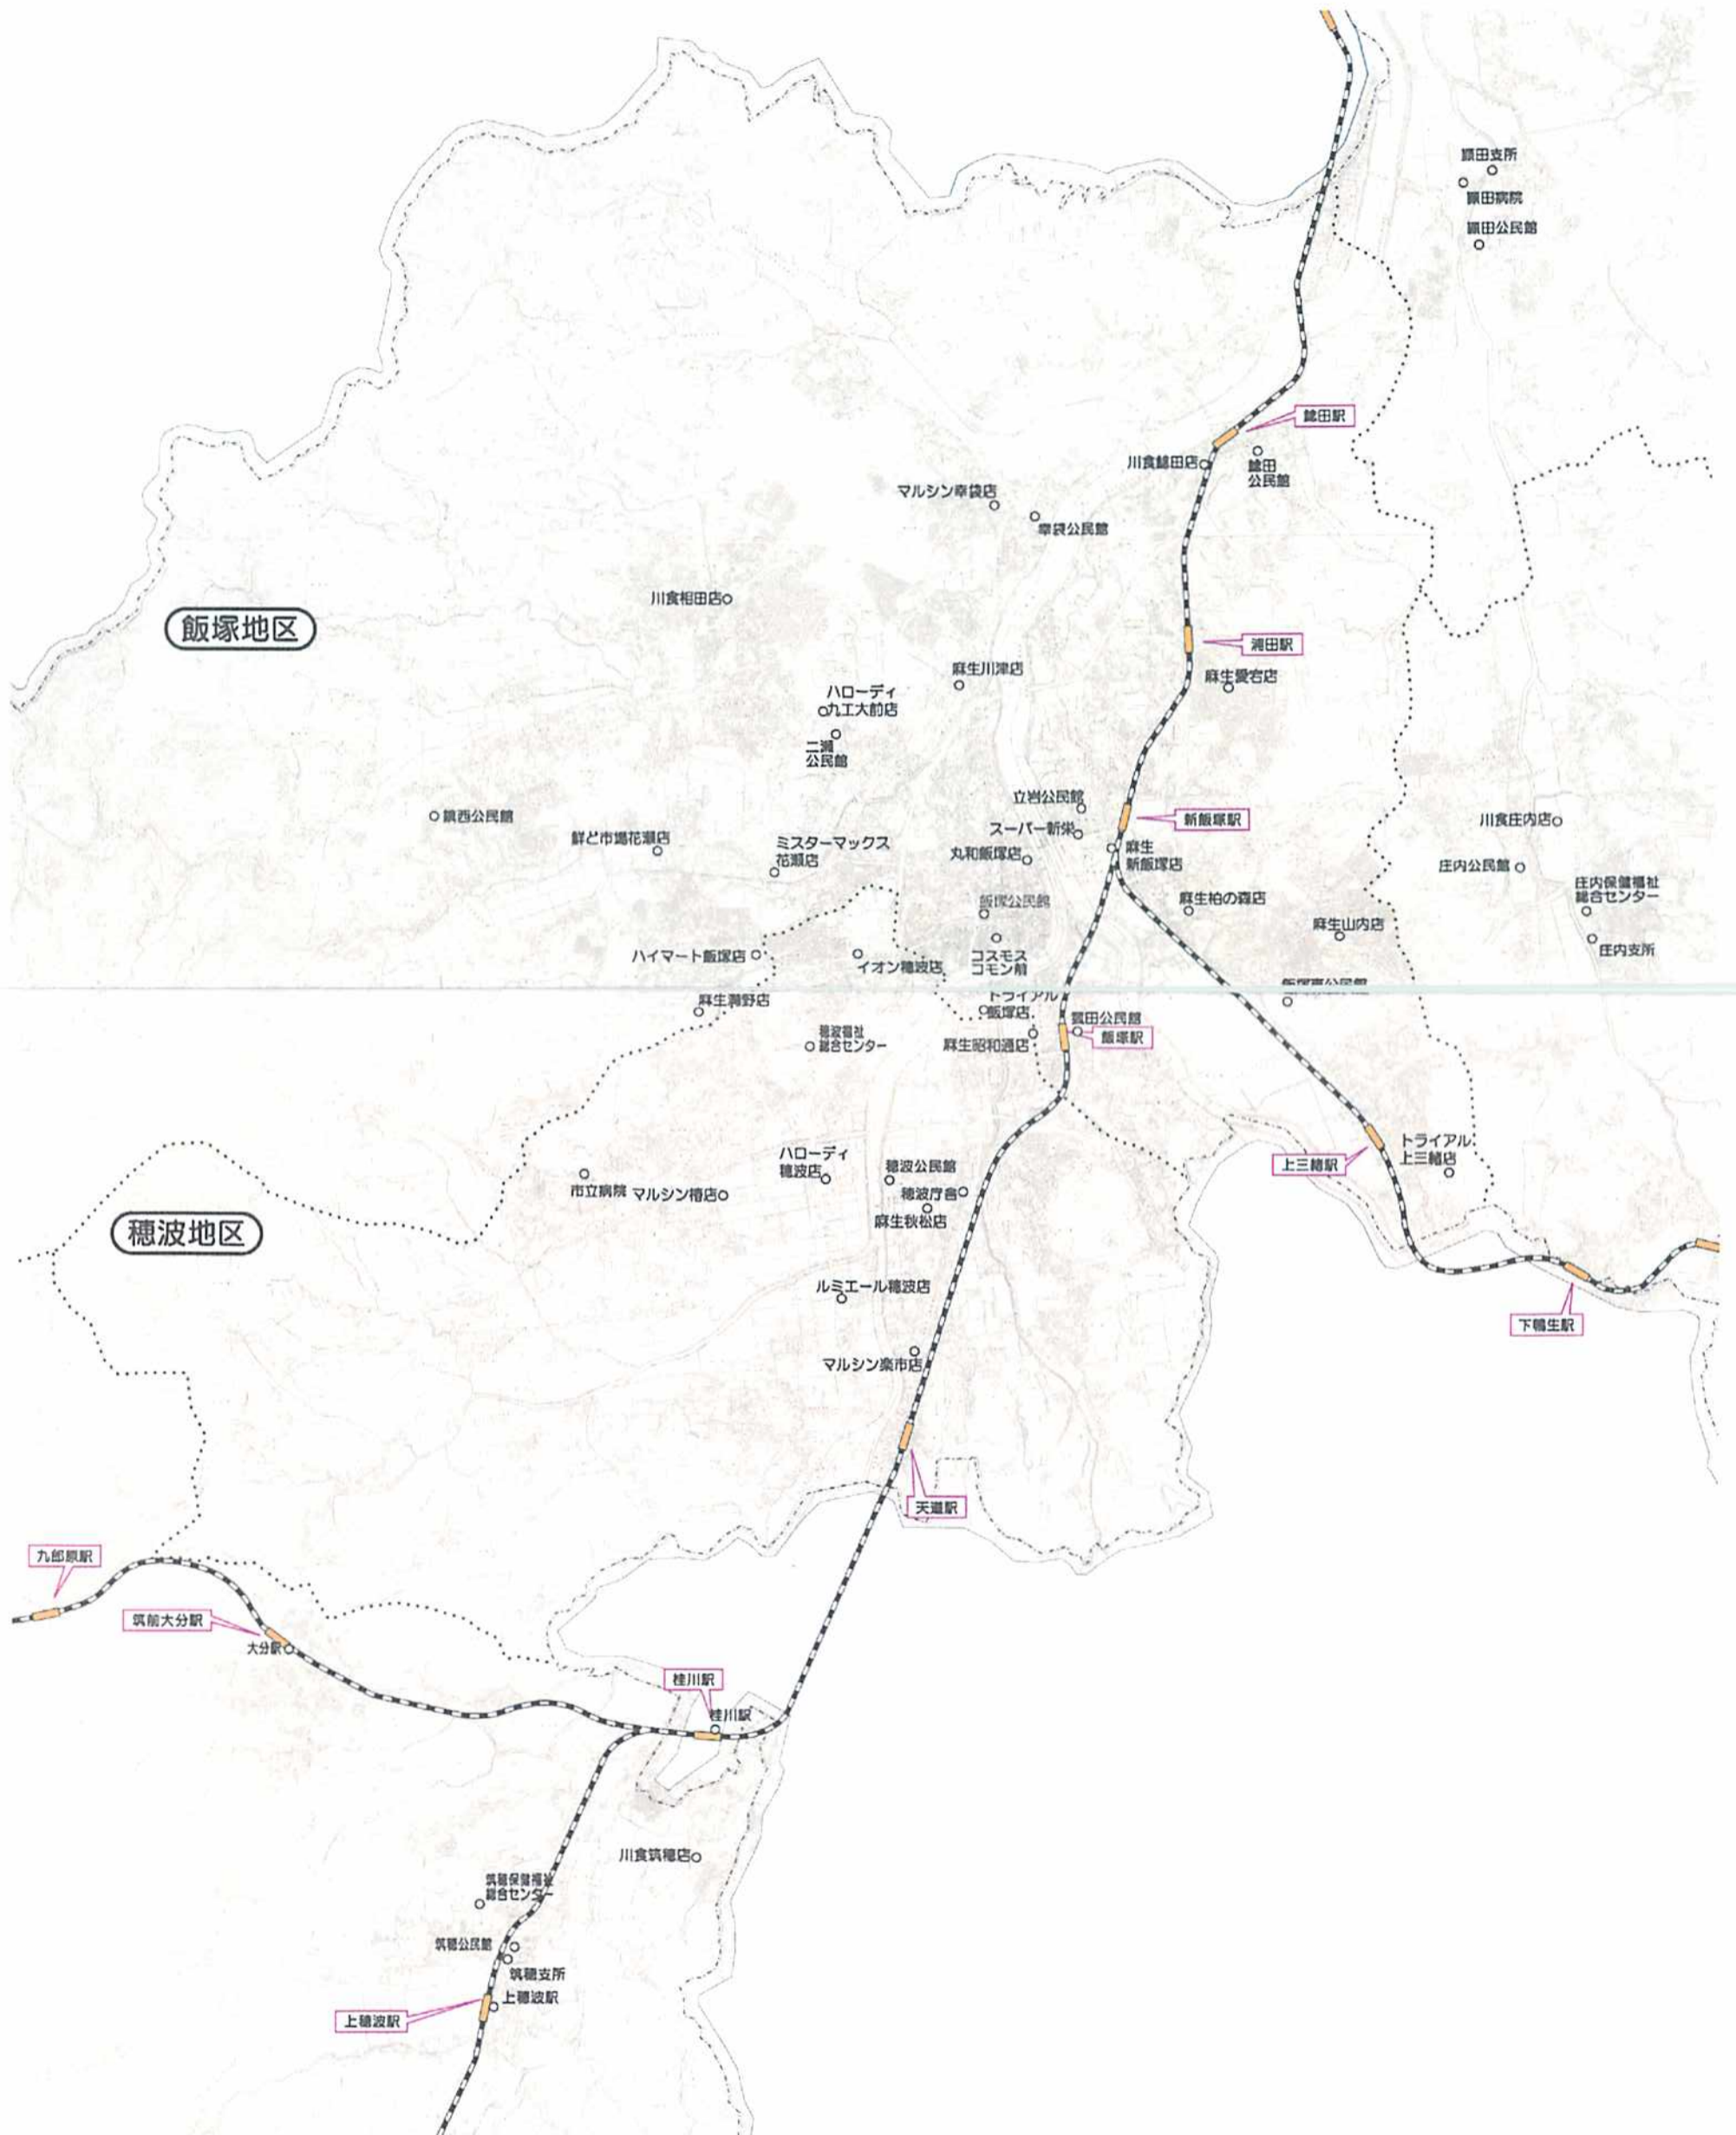 頴田支所
頴田病院
頴田公民館
鯰田駅
川食鯰田店
鯰田
公民館
マルシン幸袋店
幸袋公民館
川食相田店
飯塚地区
浦田駅
麻生川津店
麻生愛宕店
ハローディ
九工大前店
二瀬
公民館
立岩公民館
新飯塚駅
鎮西公民館
スーパー新栄
川食庄内店
鮮ど市場花瀬店
ミスターマックス
花瀬店
丸和飯塚店
麻生
新飯塚店
庄内公民館
庄内保健福祉
総合センター
飯塚公民館
麻生柏の森店
麻生山内店
庄内支所
ハイマート飯塚店
イオン穂波店
コスモス
コモン前
飯塚東公民館
麻生潤野店
トライアル
飯塚店
菰田公民館
穂波福祉
総合センター
麻生昭和通店
飯塚駅
トライアル
上三緒店
上三緒駅
ハローディ
穂波店
穂波公民館
市立病院
マルシン椿店
穂波庁舎
麻生秋松店
穂波地区
ルミエール穂波店
下鴨生駅
マルシン楽市店
天道駅
九郎原駅
筑前大分駅
大分駅
桂川駅
桂川駅
川食筑穂店
筑穂保健福祉
総合センター
筑穂公民館
筑穂支所
上穂波駅
上穂波駅